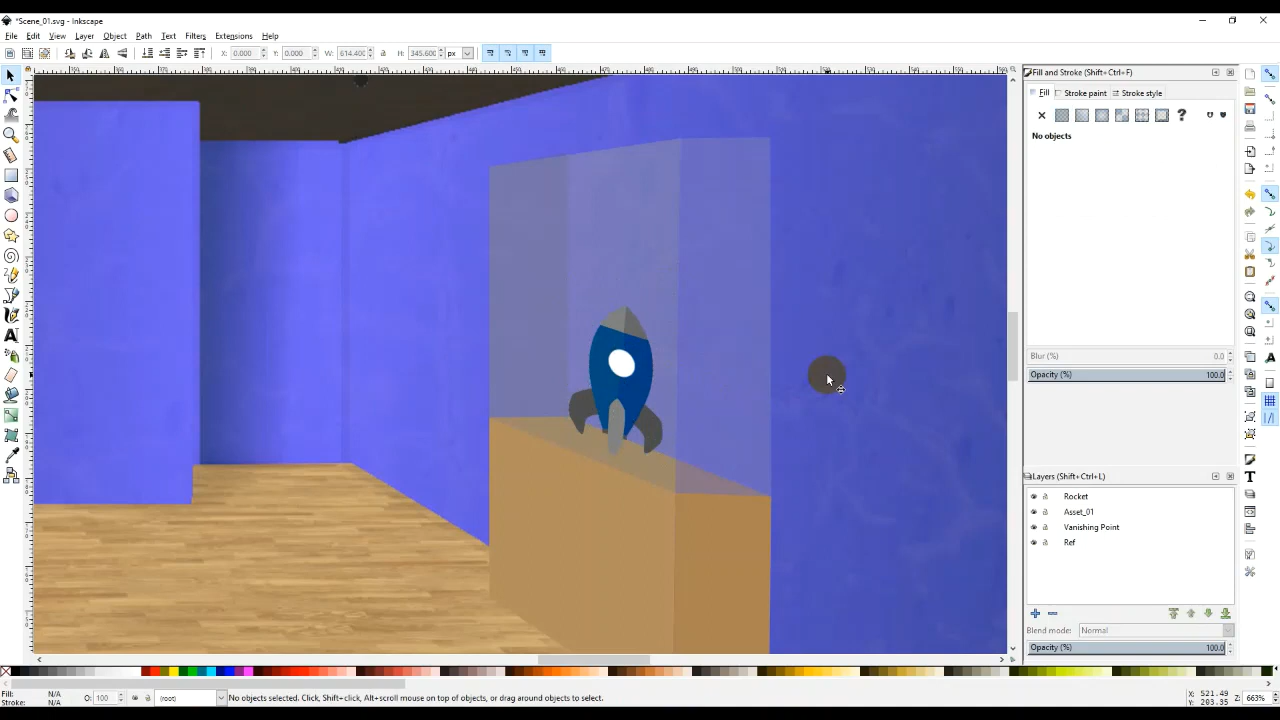 *Scene_01.svg - Inkscape
File Edit View Layer Object Path Text Filters Extensions Help
X: 0.000 Y: 0.000 W: 614.400 H: 345.600 px
Fill and Stroke (Shift+Ctrl+F)
Fill Stroke paint Stroke style
No objects
Blur (%) 0.0
Opacity (%) 100.0
Layers (Shift+Ctrl+L)
Rocket
Asset_01
Vanishing Point
Ref
Blend mode: Normal
Opacity (%) 100.0
Fill: N/A
Stroke: N/A
O: 100
(root)
No objects selected. Click, Shift+click, Alt+scroll mouse on top of objects, or drag around objects to select.
X: 521.49
Y: 203.35
Z: 663%